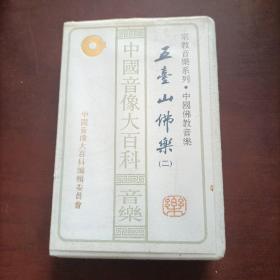 宗教音樂系列·中國佛教音樂
五臺山佛樂
(二)
樂
中國音像大百科
音樂
中國音像大百科編輯委員會